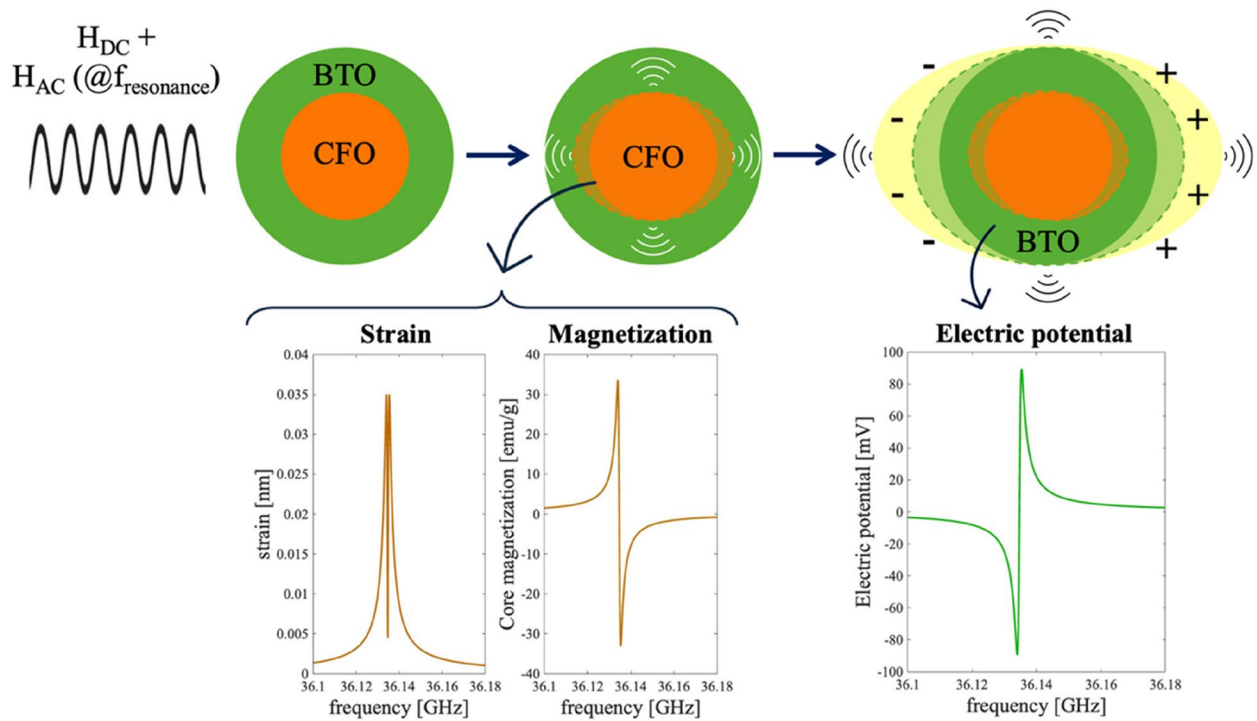 H_DC +
H_AC (@f_resonance)
BTO
CFO
CFO
BTO
- - - -
+ + + +
Strain
0.04
0.035
0.03
0.025
0.02
0.015
0.01
0.005
0
strain [nm]
36.1 36.12 36.14 36.16 36.18
frequency [GHz]
Magnetization
40
30
20
10
0
-10
-20
-30
-40
Core magnetization [emu/g]
36.1 36.12 36.14 36.16 36.18
frequency [GHz]
Electric potential
100
80
60
40
20
0
-20
-40
-60
-80
-100
Electric potential [mV]
36.1 36.12 36.14 36.16 36.18
frequency [GHz]